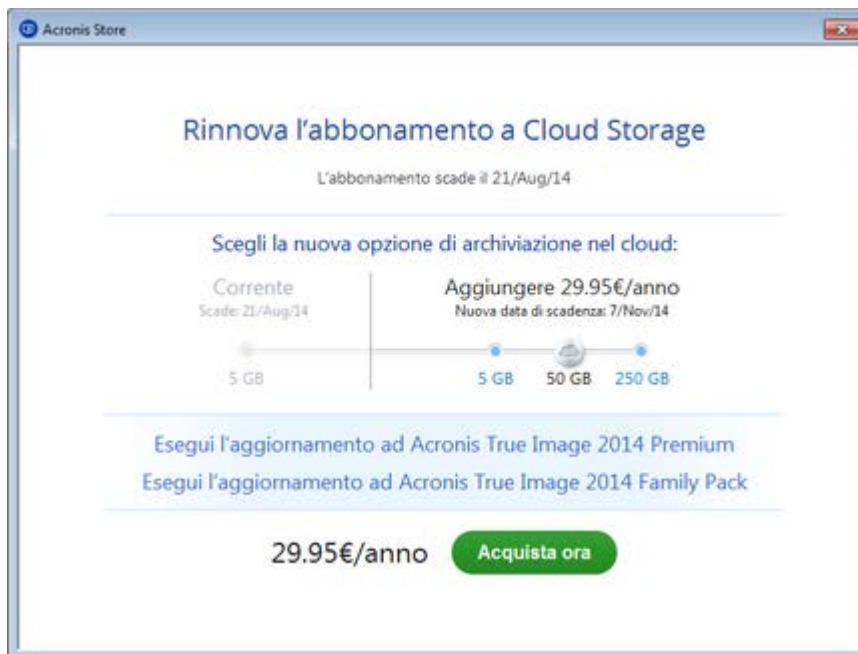 Acronis Store
Rinnova l'abbonamento a Cloud Storage
L'abbonamento scade il 21/Aug/14
Scegli la nuova opzione di archiviazione nel cloud:
Corrente
Scade: 21/Aug/14
5 GB
Aggiungere 29.95€/anno
Nuova data di scadenza: 7/Nov/14
5 GB 50 GB 250 GB
Esegui l'aggiornamento ad Acronis True Image 2014 Premium
Esegui l'aggiornamento ad Acronis True Image 2014 Family Pack
29.95€/anno Acquista ora